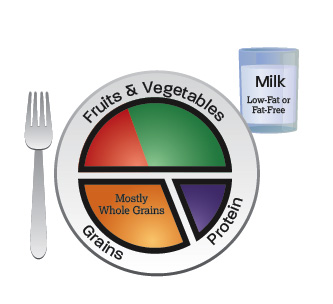 Milk
Low-Fat or
Fat-Free
Fruits & Vegetables
Mostly
Whole Grains
Grains
Protein